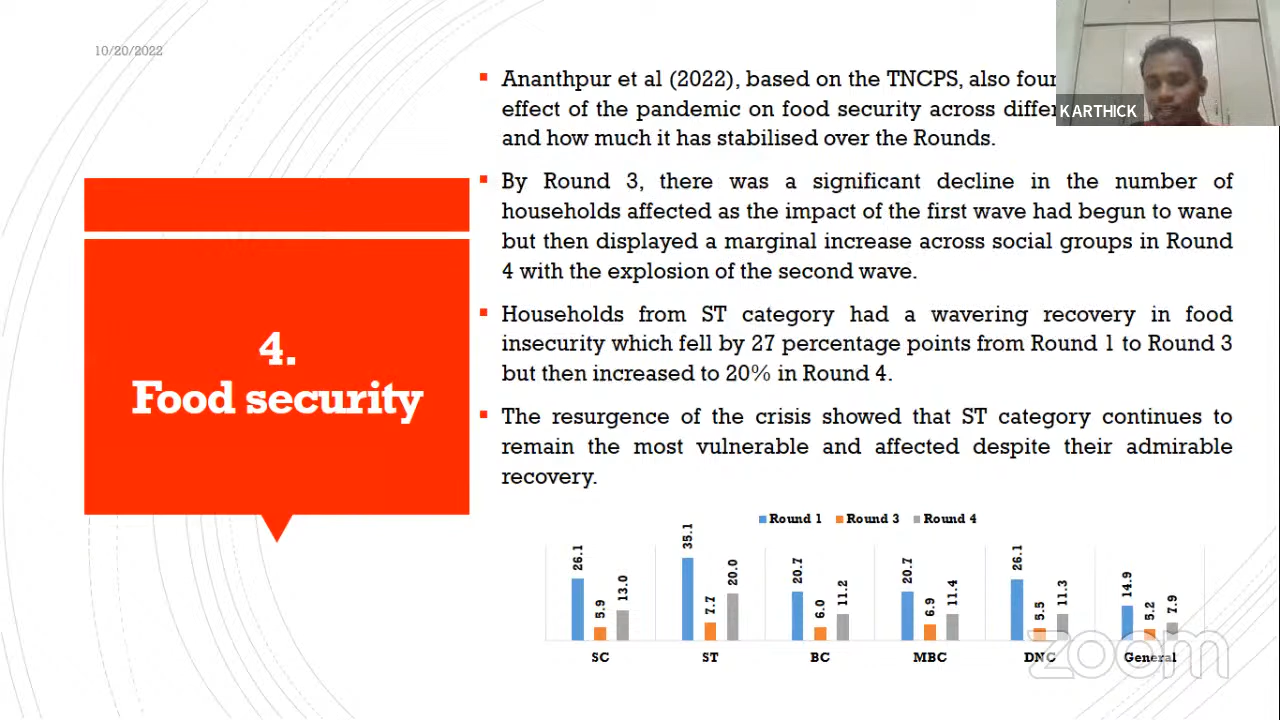 10/20/2022
Ananthpur et al (2022), based on the TNCPS, also
effect of the pandemic on food security across
and how much it has stabilised over the Rounds.
By Round 3, there was a significant decline in the number of
households affected as the impact of the first wave had begun to wane
but then displayed a marginal increase across social groups in Round
4 with the explosion of the second wave.
Households from ST category had a wavering recovery in food
insecurity which fell by 27 percentage points from Round 1 to Round 3
but then increased to 20% in Round 4.
The resurgence of the crisis showed that ST category continues to
remain the most vulnerable and affected despite their admirable
recovery.
4.
Food security
KARTHICK
Round 1 Round 3 Round 4
26.1 5.9 13.0 35.1 7.7 20.0 20.7 6.0 11.2 20.7 6.9 11.4 26.1 5.5 11.3 14.9 5.2 7.9
SC ST BC MBC DNC General
zoom